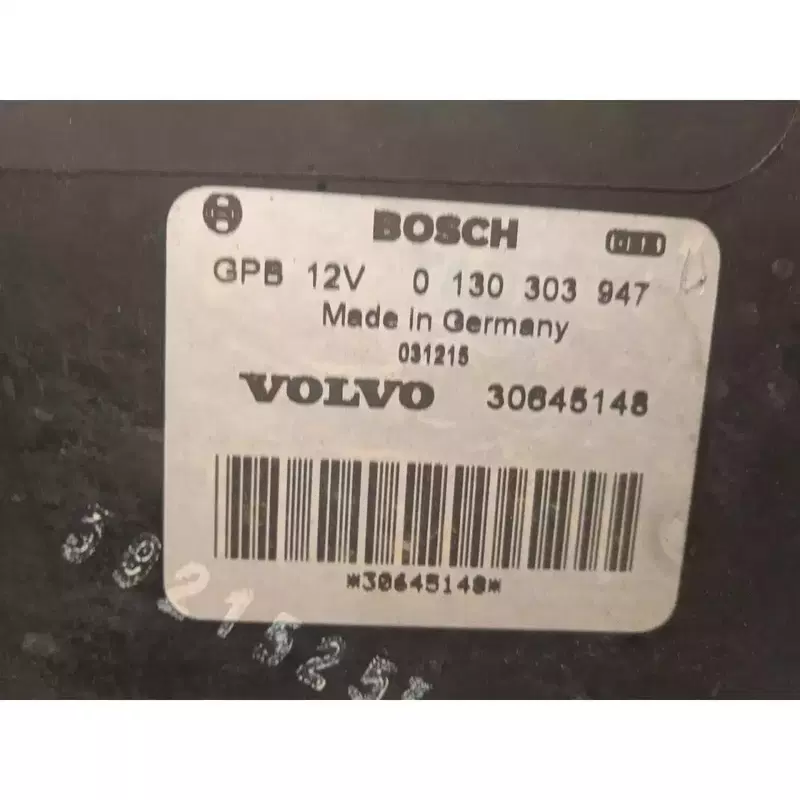 BOSCH
GPB 12V 0 130 303 947
Made in Germany
031215
VOLVO 30645148
*30645148*